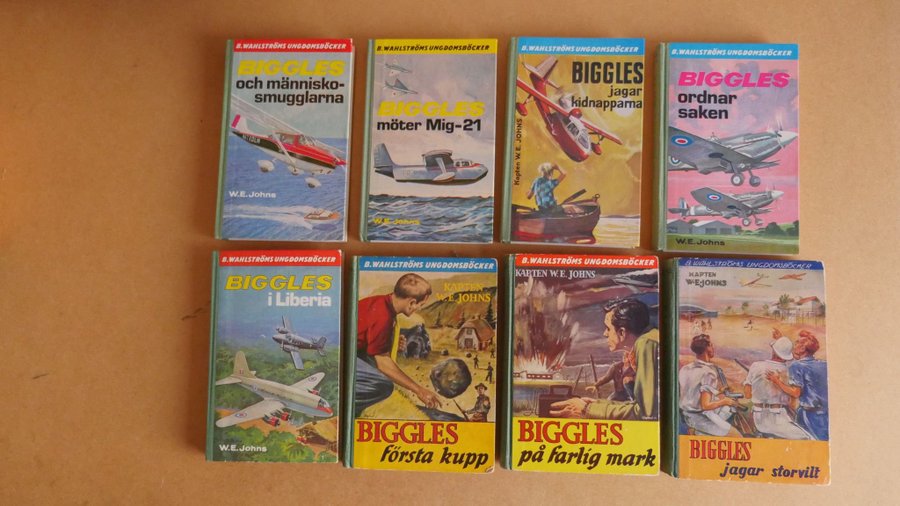 B. WAHLSTRÖMS UNGDOMSBÖCKER
BIGGLES
och människo-
smugglarna
W.E. Johns
B. WAHLSTRÖMS UNGDOMSBÖCKER
BIGGLES
möter Mig-21
W.E. Johns
B. WAHLSTRÖMS UNGDOMSBÖCKER
BIGGLES
jagar
kidnapparna
Kapten W. E. JOHNS
B. WAHLSTRÖMS UNGDOMSBÖCKER
BIGGLES
ordnar
saken
W.E. Johns
B. WAHLSTRÖMS UNGDOMSBÖCKER
BIGGLES
i Liberia
W.E. Johns
B. WAHLSTRÖMS UNGDOMSBÖCKER
KAPTEN
W. E. JOHNS
BIGGLES
första kupp
B. WAHLSTRÖMS UNGDOMSBÖCKER
KAPTEN W. E. JOHNS
BIGGLES
på farlig mark
B. WAHLSTRÖMS UNGDOMSBÖCKER
KAPTEN
W·E·JOHNS
BIGGLES
jagar storvilt